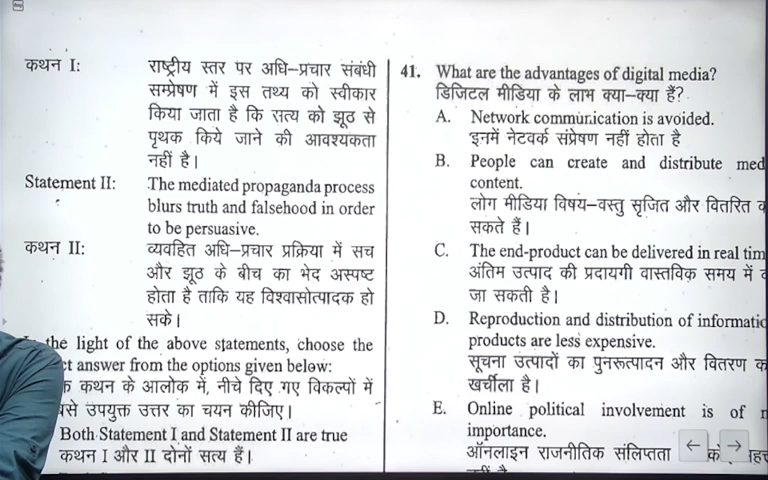 कथन I:
राष्ट्रीय स्तर पर अधि–प्रचार संबंधी
सम्प्रेषण में इस तथ्य को स्वीकार
किया जाता है कि सत्य को झूठ से
पृथक किये जाने की आवश्यकता
नहीं है।
Statement II:
The mediated propaganda process
blurs truth and falsehood in order
to be persuasive.
कथन II:
व्यवहित अधि–प्रचार प्रक्रिया में सच
और झूठ के बीच का भेद अस्पष्ट
होता है ताकि यह विश्वासोत्पादक हो
सके।
the light of the above statements, choose the
answer from the options given below:
कथन के आलोक में, नीचे दिए गए विकल्पों में
उपयुक्त उत्तर का चयन कीजिए।
Both Statement I and Statement II are true
कथन I और II दोनों सत्य हैं।
41. What are the advantages of digital media?
डिजिटल मीडिया के लाभ क्या–क्या हैं?
A. Network communication is avoided.
इनमें नेटवर्क संप्रेषण नहीं होता है
B. People can create and distribute
content.
लोग मीडिया विषय–वस्तु सृजित और वितरित
सकते हैं।
C. The end-product can be delivered in real
अंतिम उत्पाद की प्रदायगी वास्तविक समय में
जा सकती है।
D. Reproduction and distribution of
products are less expensive.
सूचना उत्पादों का पुनरूत्पादन और वितरण
खर्चीला है।
E. Online political involvement is of
importance.
ऑनलाइन राजनीतिक संलिप्तता